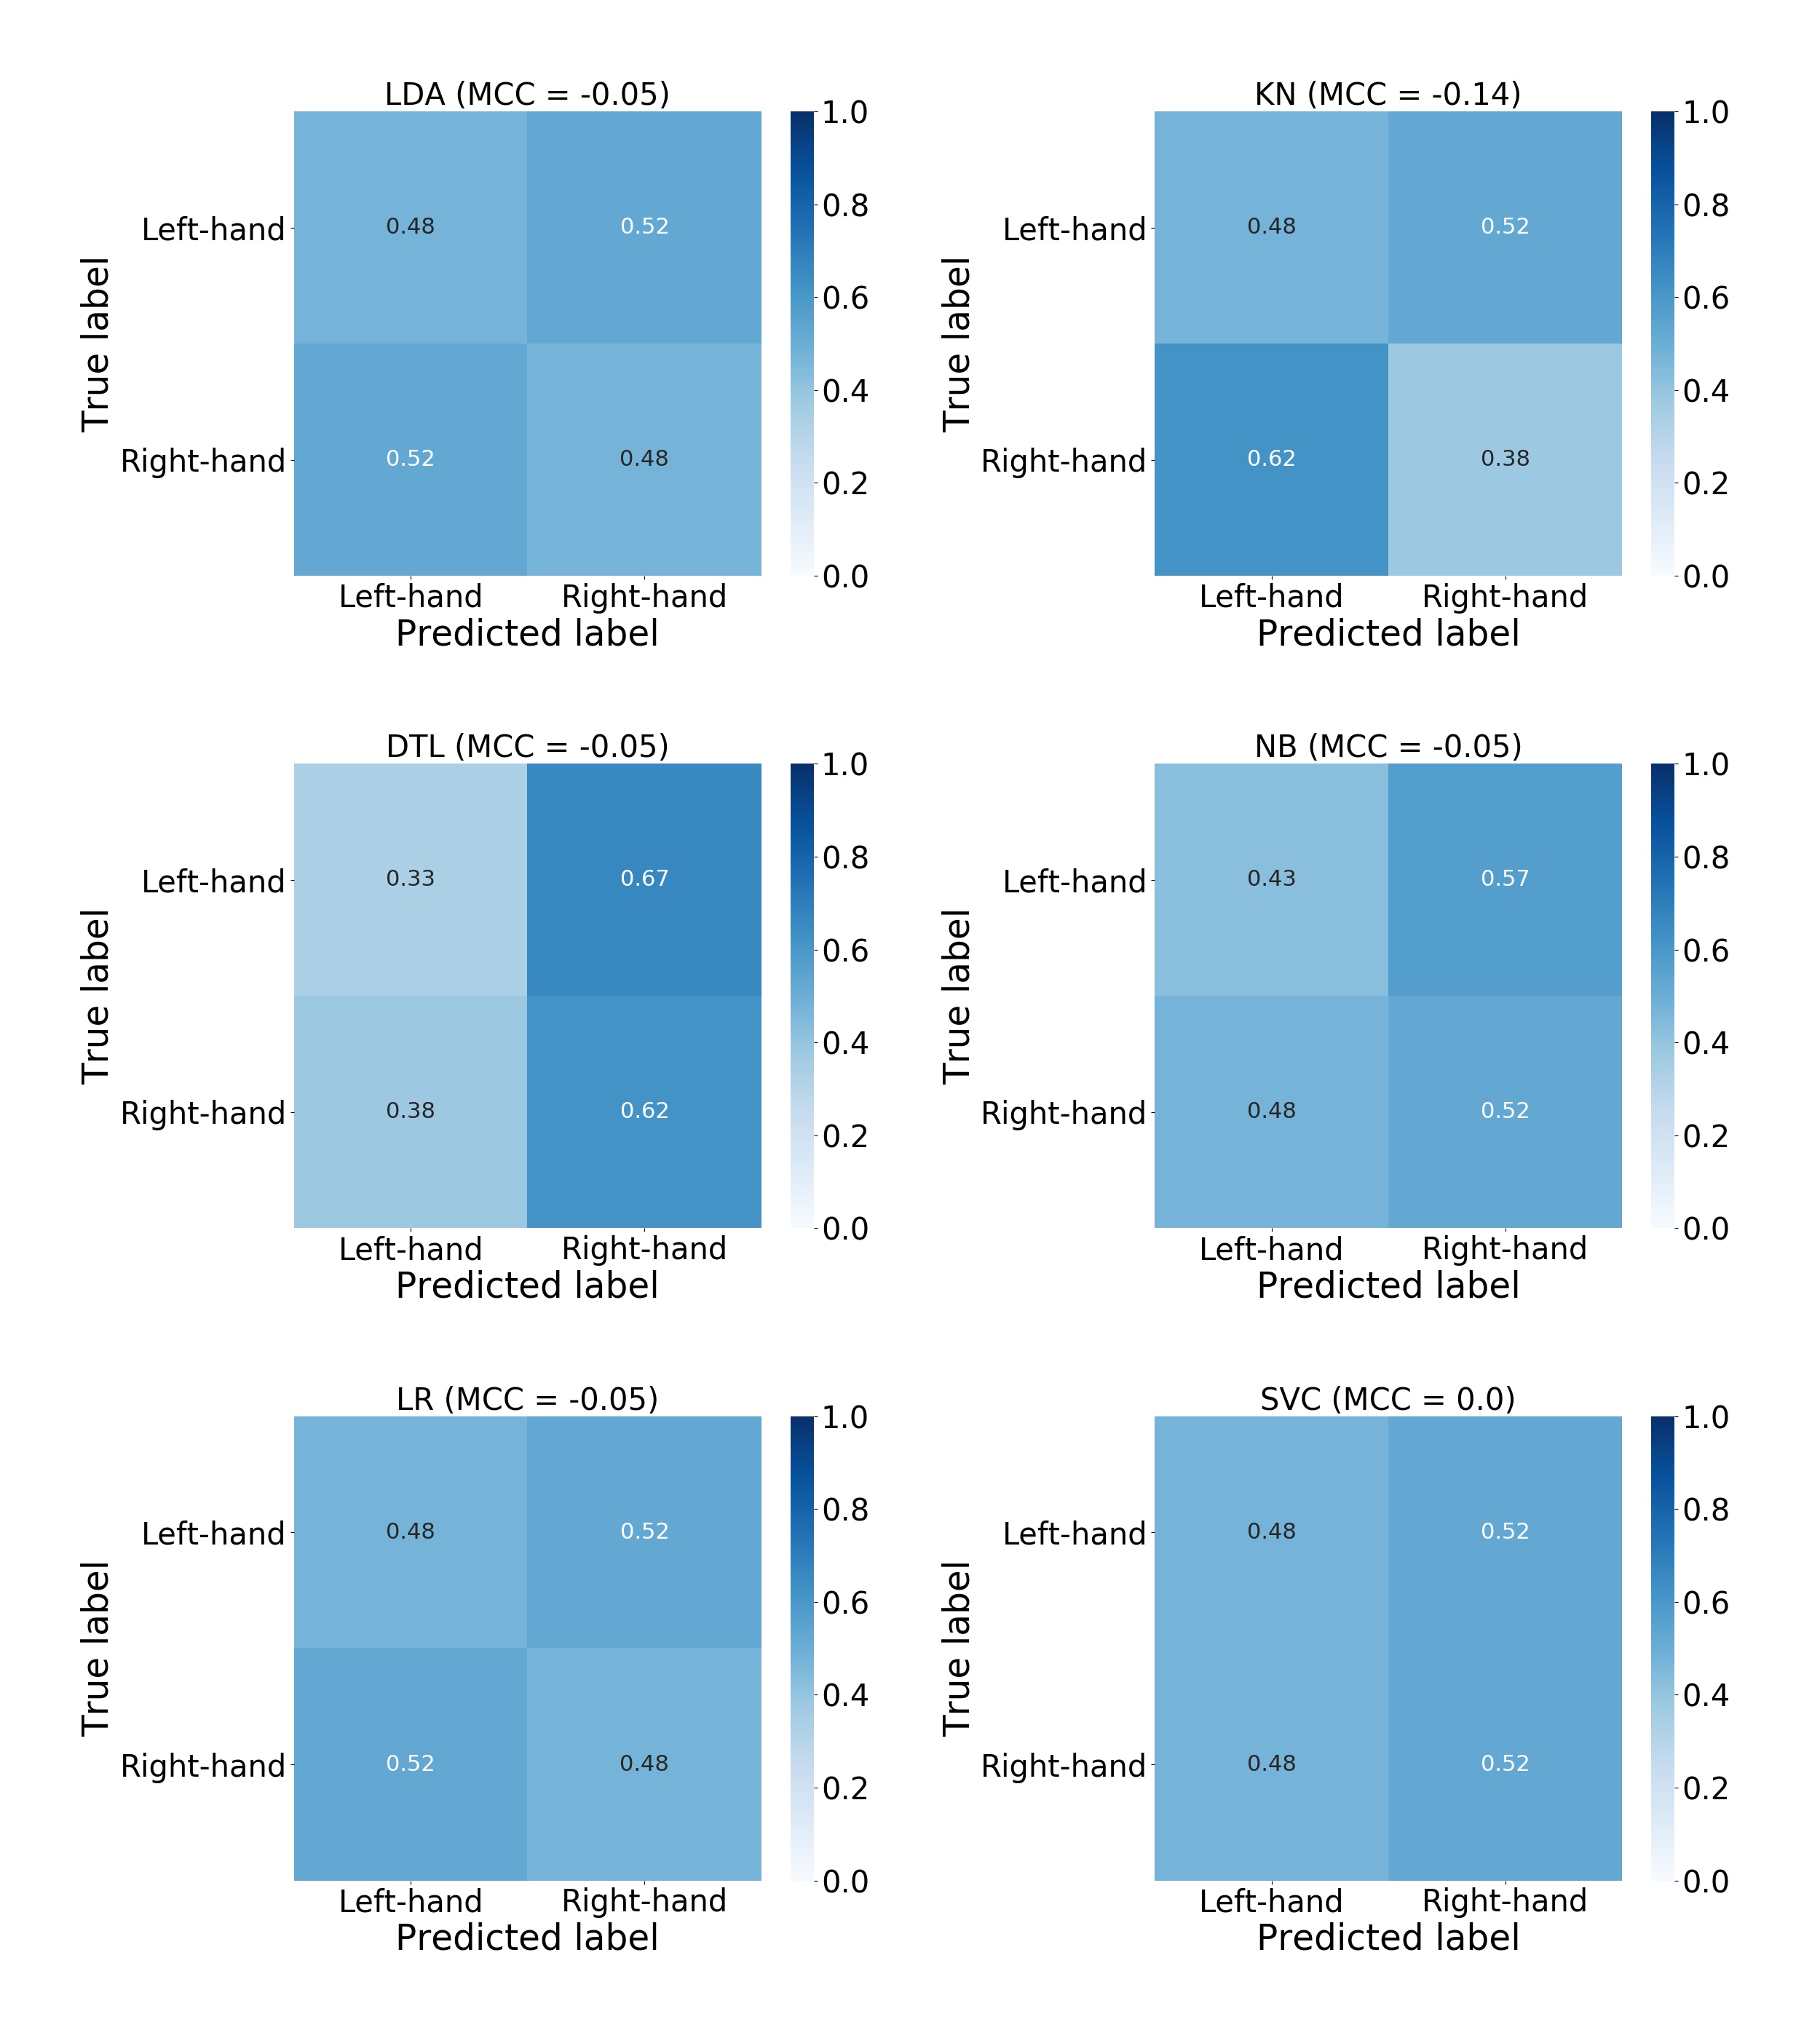 LDA (MCC = -0.05)
1.0
0.8
0.6
0.4
0.2
0.0
True label
Left-hand
0.48 0.52
Right-hand
0.52 0.48
Left-hand Right-hand
Predicted label
KN (MCC = -0.14)
1.0
0.8
0.6
0.4
0.2
0.0
True label
Left-hand
0.48 0.52
Right-hand
0.62 0.38
Left-hand Right-hand
Predicted label
DTL (MCC = -0.05)
1.0
0.8
0.6
0.4
0.2
0.0
True label
Left-hand
0.33 0.67
Right-hand
0.38 0.62
Left-hand Right-hand
Predicted label
NB (MCC = -0.05)
1.0
0.8
0.6
0.4
0.2
0.0
True label
Left-hand
0.43 0.57
Right-hand
0.48 0.52
Left-hand Right-hand
Predicted label
LR (MCC = -0.05)
1.0
0.8
0.6
0.4
0.2
0.0
True label
Left-hand
0.48 0.52
Right-hand
0.52 0.48
Left-hand Right-hand
Predicted label
SVC (MCC = 0.0)
1.0
0.8
0.6
0.4
0.2
0.0
True label
Left-hand
0.48 0.52
Right-hand
0.48 0.52
Left-hand Right-hand
Predicted label